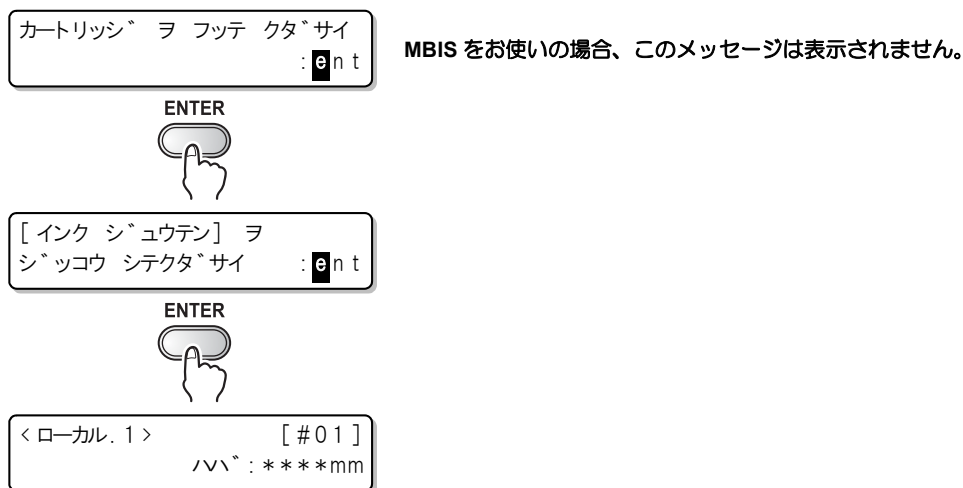 カートリッジ ヲ フッテ クダサイ
:ent
MBIS をお使いの場合、このメッセージは表示されません。
ENTER
[インク ジュウテン] ヲ
ジッコウ シテクダサイ :ent
ENTER
<ローカル.1> [#01]
ハバ:****mm